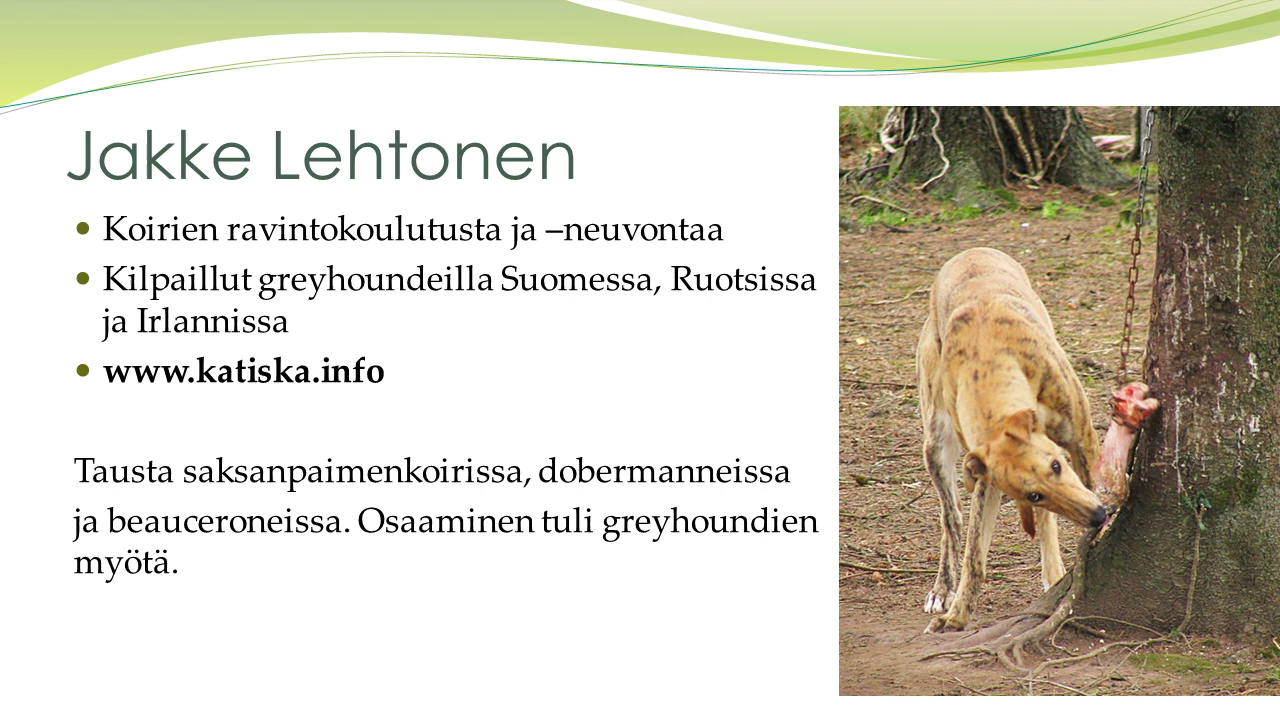 Jakke Lehtonen
• Koirien ravintokoulutusta ja –neuvontaa
• Kilpaillut greyhoundeilla Suomessa, Ruotsissa
ja Irlannissa
• www.katiska.info
Tausta saksanpaimenkoirissa, dobermanneissa
ja beauceroneissa. Osaaminen tuli greyhoundien
myötä.